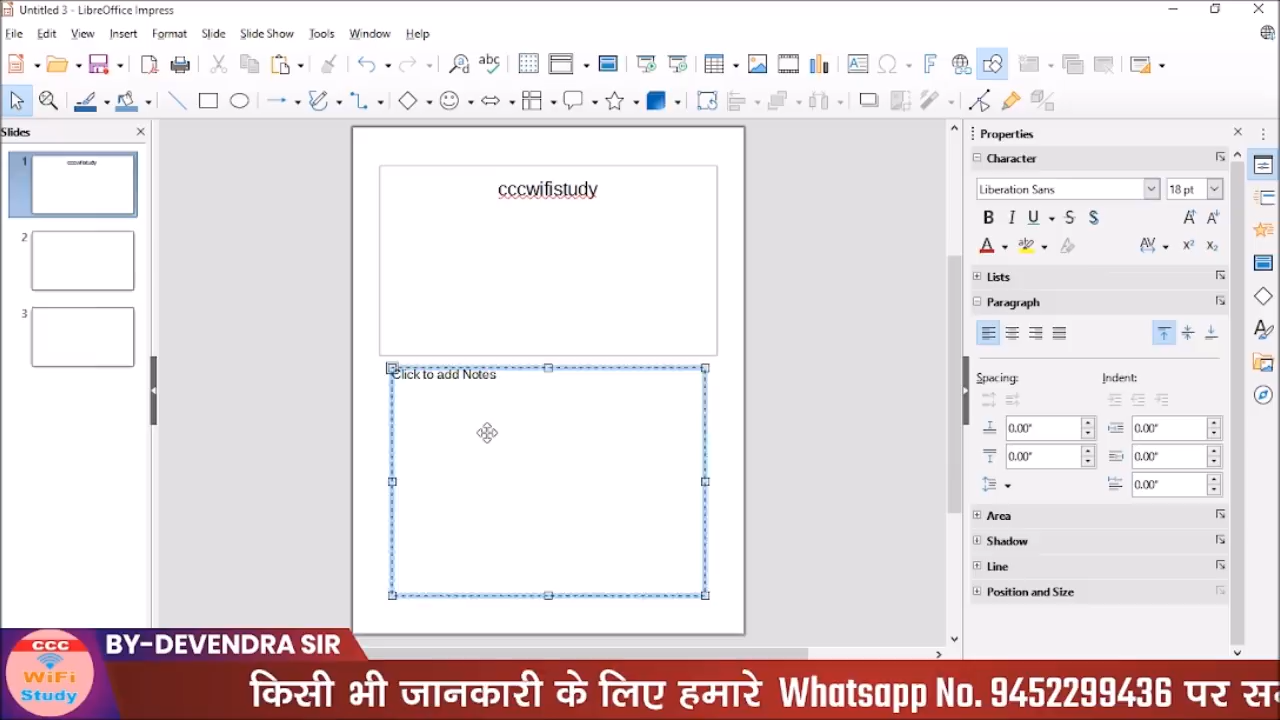 Untitled 3 - LibreOffice Impress
File Edit View Insert Format Slide Slide Show Tools Window Help
Slides
1
cccwifistudy
2
3
cccwifistudy
Click to add Notes
Properties
Character
Liberation Sans 18 pt
Lists
Paragraph
Spacing: Indent:
0.00" 0.00"
0.00" 0.00"
0.00"
Area
Shadow
Line
Position and Size
CCC
WiFi
Study
BY-DEVENDRA SIR
किसी भी जानकारी के लिए हमारे Whatsapp No. 9452299436 पर